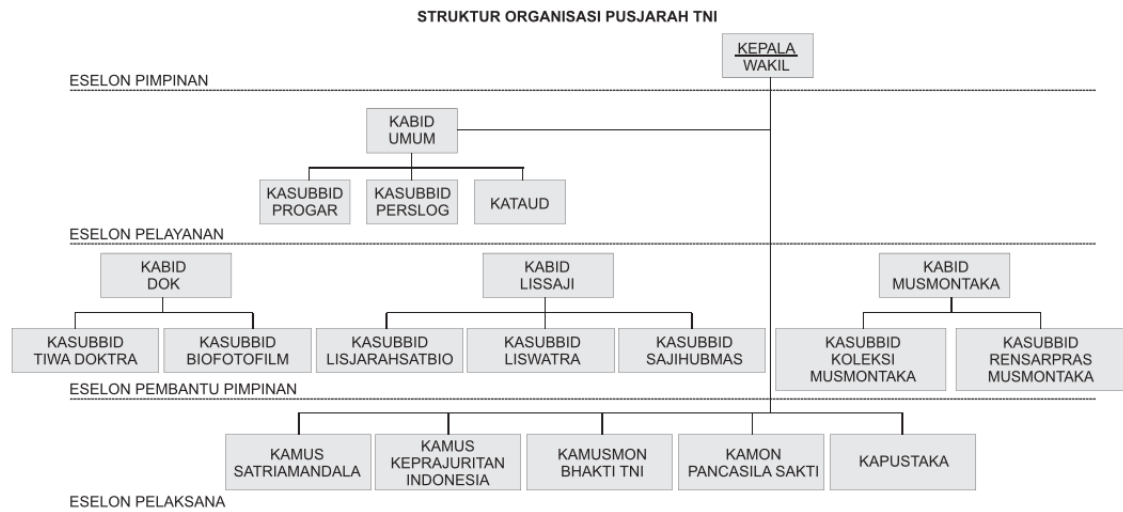 STRUKTUR ORGANISASI PUSJARAH TNI
KEPALA
WAKIL
ESELON PIMPINAN
KABID
UMUM
KASUBBID
PROGAR
KASUBBID
PERSLOG
KATAUD
ESELON PELAYANAN
KABID
DOK
KABID
LISSAJI
KABID
MUSMONTAKA
KASUBBID
TIWA DOKTRA
KASUBBID
BIOFOTOFILM
KASUBBID
LISJARAHSATBIO
KASUBBID
LISWATRA
KASUBBID
SAJIHUBMAS
KASUBBID
KOLEKSI
MUSMONTAKA
KASUBBID
RENSARPRAS
MUSMONTAKA
ESELON PEMBANTU PIMPINAN
KAMUS
SATRIAMANDALA
KAMUS
KEPRAJURITAN
INDONESIA
KAMUSMON
BHAKTI TNI
KAMON
PANCASILA SAKTI
KAPUSTAKA
ESELON PELAKSANA